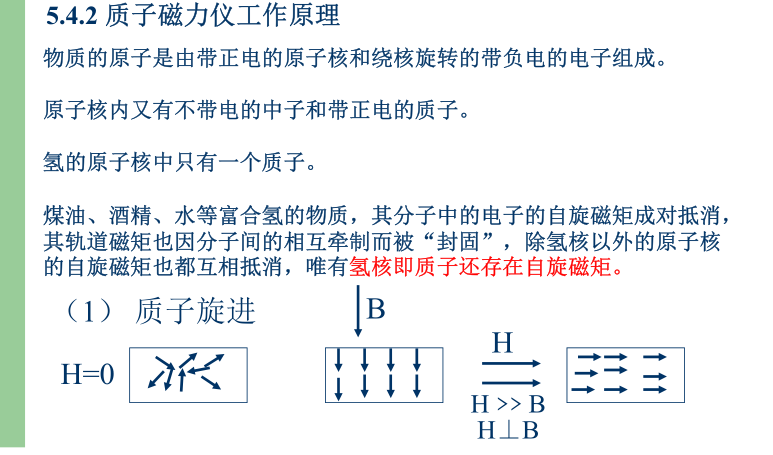 5.4.2 质子磁力仪工作原理
物质的原子是由带正电的原子核和绕核旋转的带负电的电子组成。
原子核内又有不带电的中子和带正电的质子。
氢的原子核中只有一个质子。
煤油、酒精、水等富合氢的物质，其分子中的电子的自旋磁矩成对抵消，
其轨道磁矩也因分子间的相互牵制而被“封固”，除氢核以外的原子核
的自旋磁矩也都互相抵消，唯有氢核即质子还存在自旋磁矩。
（1） 质子旋进
B
H=0
H
H >> B
H⊥B